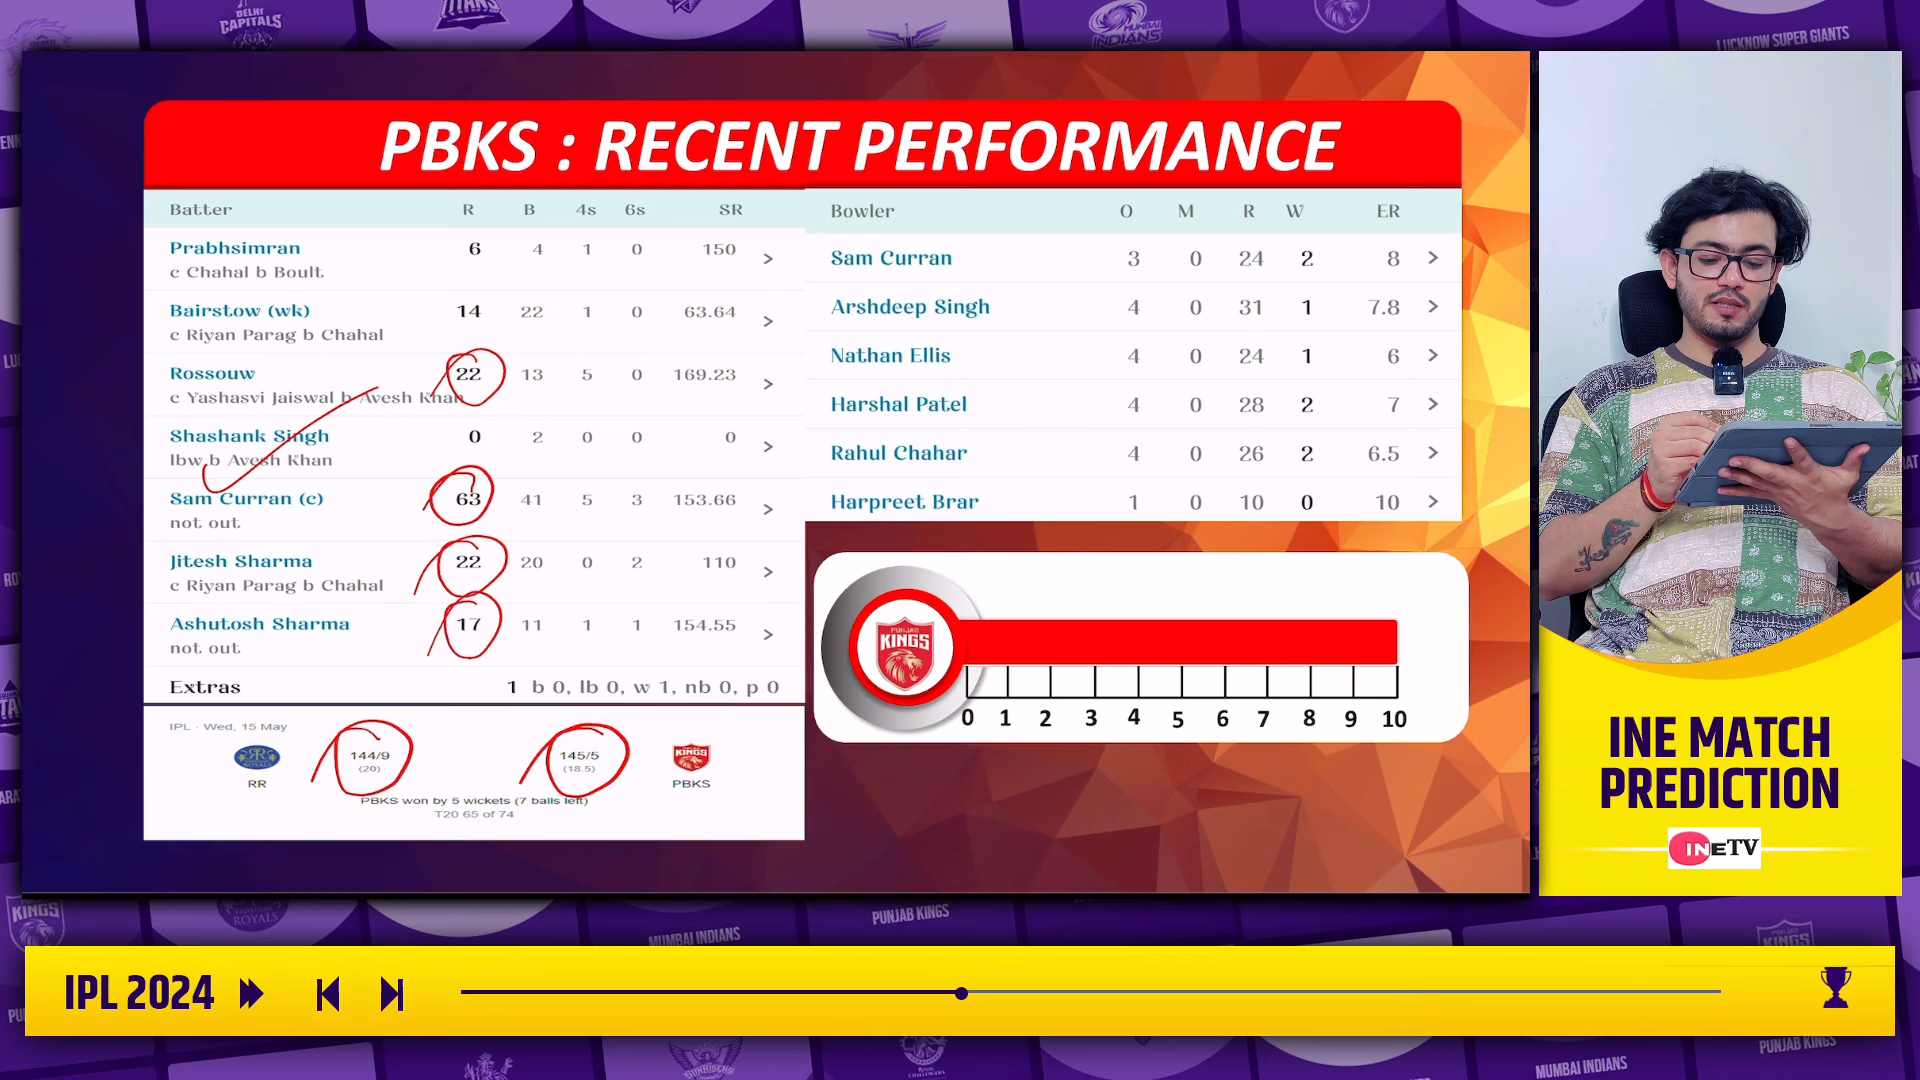 DELHI
CAPITALS
TITANS
MUMBAI
INDIANS
LUCKNOW SUPER GIANTS
PBKS : RECENT PERFORMANCE
Batter R B 4s 6s SR
Prabhsimran 6 4 1 0 150
c Chahal b Boult
Bairstow (wk) 14 22 1 0 63.64
c Riyan Parag b Chahal
Rossouw 22 13 5 0 169.23
c Yashasvi Jaiswal b Avesh Khan
Shashank Singh 0 2 0 0 0
lbw b Avesh Khan
Sam Curran (c) 63 41 5 3 153.66
not out
Jitesh Sharma 22 20 0 2 110
c Riyan Parag b Chahal
Ashutosh Sharma 17 11 1 1 154.55
not out
Extras 1 b 0, lb 0, w 1, nb 0, p 0
IPL · Wed, 15 May
144/9 145/5
(20) (18.5)
RR PBKS
PBKS won by 5 wickets (7 balls left)
T20 65 of 74
Bowler O M R W ER
Sam Curran 3 0 24 2 8
Arshdeep Singh 4 0 31 1 7.8
Nathan Ellis 4 0 24 1 6
Harshal Patel 4 0 28 2 7
Rahul Chahar 4 0 26 2 6.5
Harpreet Brar 1 0 10 0 10
PUNJAB
KINGS
0 1 2 3 4 5 6 7 8 9 10
INE MATCH
PREDICTION
INETV
KINGS
ROYALS
MUMBAI INDIANS
PUNJAB KINGS
IPL 2024
MUMBAI INDIANS
PUNJAB KINGS